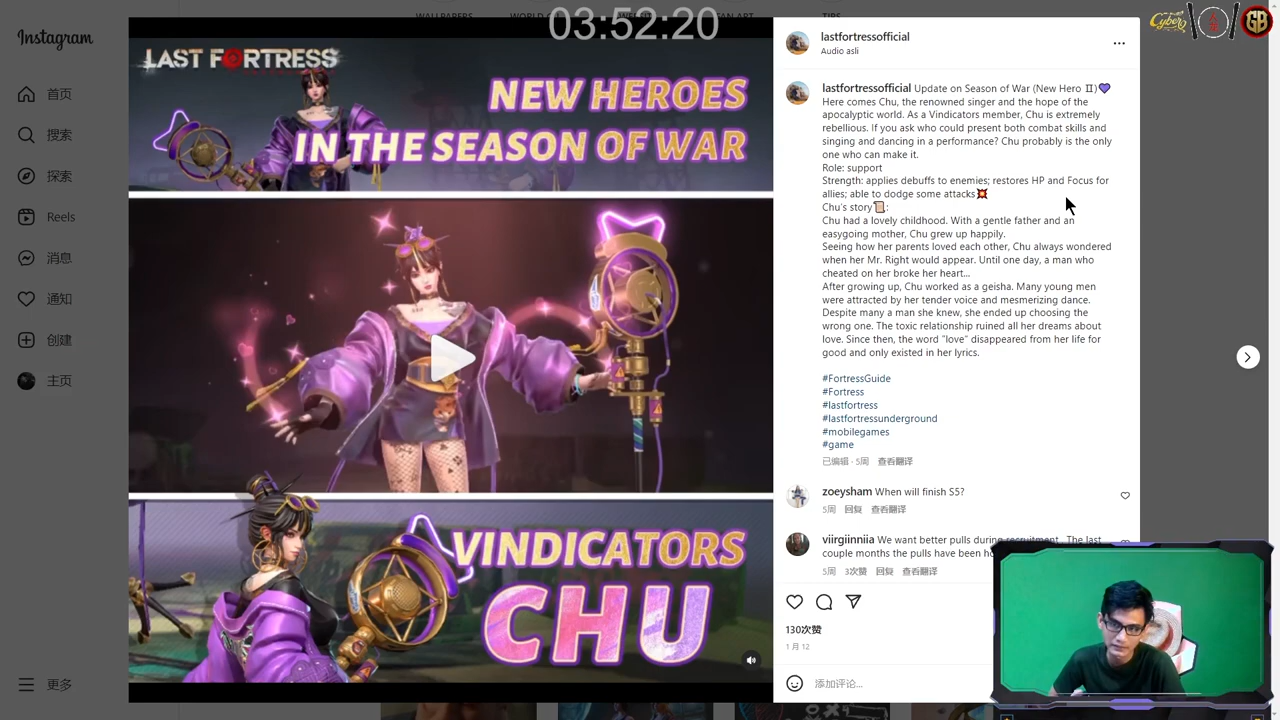 03:52:20
Instagram
首页
搜索
探索
Reels
消息
通知
创建
主页
更多
LAST FORTRESS
NEW HEROES
IN THE SEASON OF WAR
VINDICATORS
CHU
lastfortressofficial
Audio asli
lastfortressofficial Update on Season of War (New Hero Ⅱ)💜
Here comes Chu, the renowned singer and the hope of the
apocalyptic world. As a Vindicators member, Chu is extremely
rebellious. If you ask who could present both combat skills and
singing and dancing in a performance? Chu probably is the only
one who can make it.
Role: support
Strength: applies debuffs to enemies; restores HP and Focus for
allies; able to dodge some attacks💥
Chu's story📜:
Chu had a lovely childhood. With a gentle father and an
easygoing mother, Chu grew up happily.
Seeing how her parents loved each other, Chu always wondered
when her Mr. Right would appear. Until one day, a man who
cheated on her broke her heart...
After growing up, Chu worked as a geisha. Many young men
were attracted by her tender voice and mesmerizing dance.
Despite many a man she knew, she ended up choosing the
wrong one. The toxic relationship ruined all her dreams about
love. Since then, the word "love" disappeared from her life for
good and only existed in her lyrics.
#FortressGuide
#Fortress
#lastfortress
#lastfortressunderground
#mobilegames
#game
已编辑 · 5周 查看翻译
zoeysham When will finish S5?
5周 回复 查看翻译
viirgiinniia We want better pulls during recruitment . The last
couple months the pulls have been
5周 3次赞 回复 查看翻译
130次赞
1 月 12
添加评论...
Cyber
GB